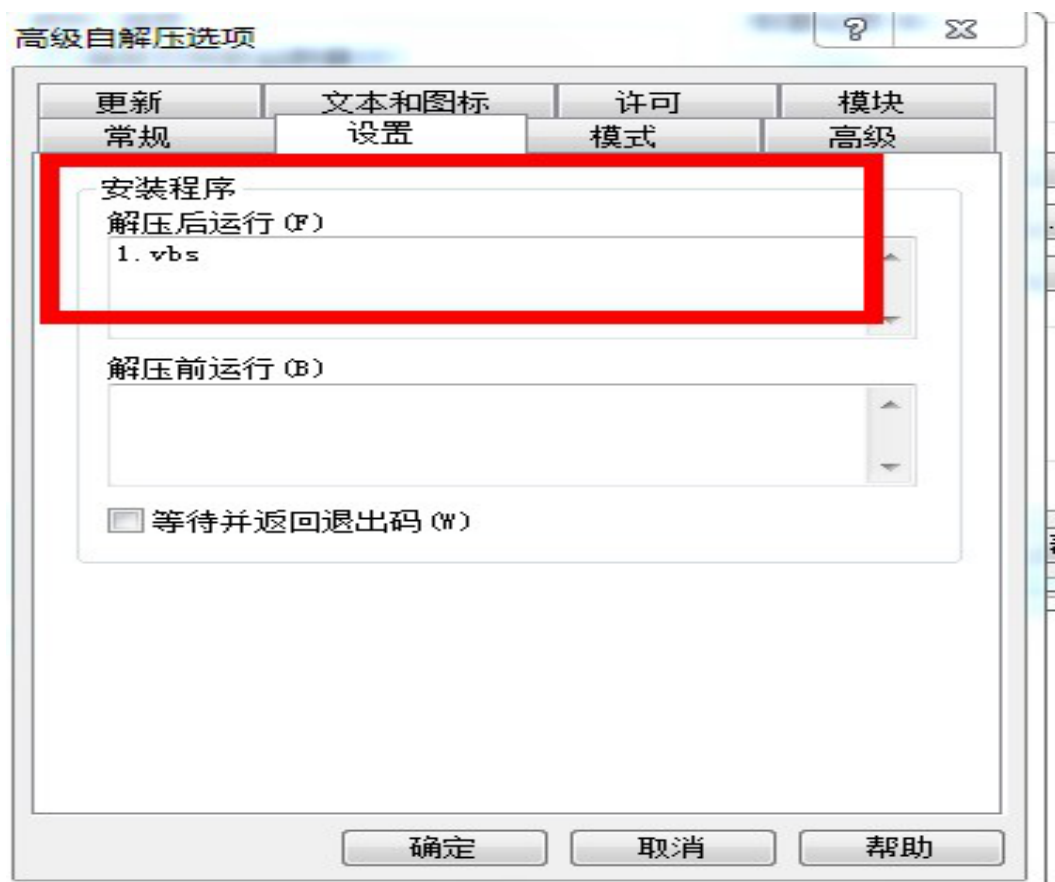 高级自解压选项
更新 文本和图标 许可 模块
常规 设置 模式 高级
安装程序
解压后运行(F)
1.vbs
解压前运行(B)
等待并返回退出码(W)
确定 取消 帮助